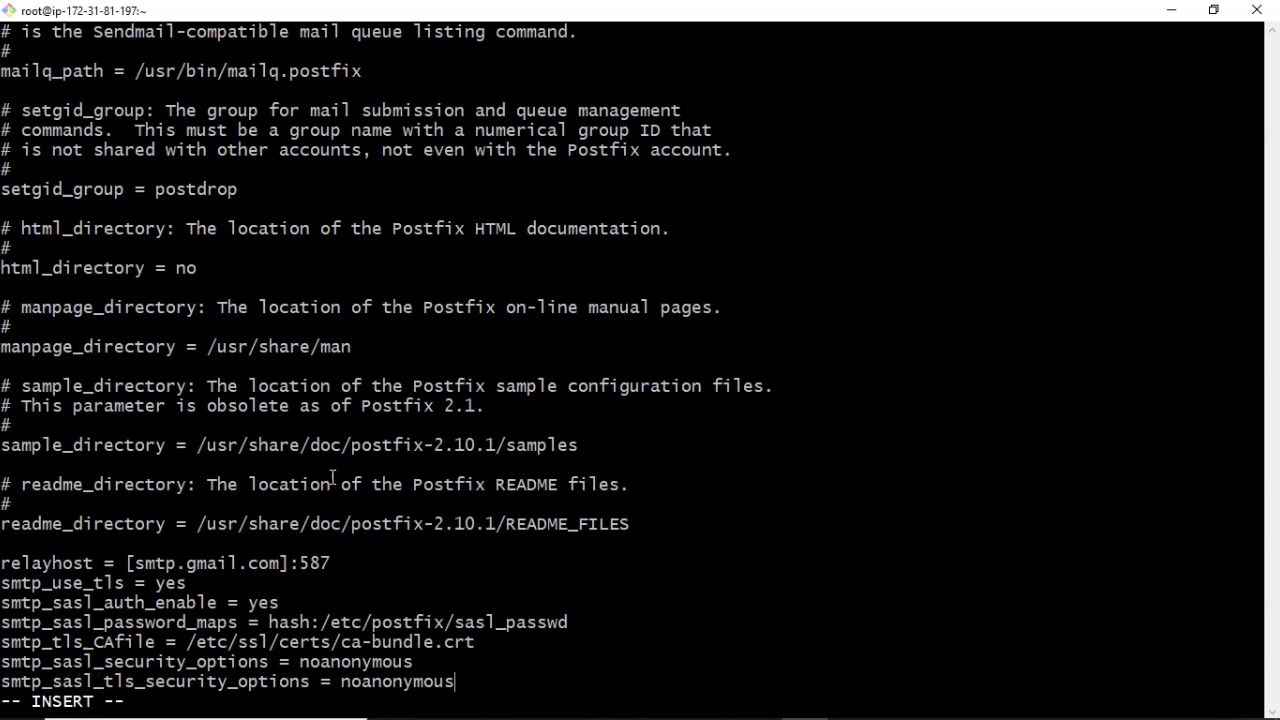 root@ip-172-31-81-197:~
# is the Sendmail-compatible mail queue listing command.
#
mailq_path = /usr/bin/mailq.postfix
# setgid_group: The group for mail submission and queue management
# commands.  This must be a group name with a numerical group ID that
# is not shared with other accounts, not even with the Postfix account.
#
setgid_group = postdrop
# html_directory: The location of the Postfix HTML documentation.
#
html_directory = no
# manpage_directory: The location of the Postfix on-line manual pages.
#
manpage_directory = /usr/share/man
# sample_directory: The location of the Postfix sample configuration files.
# This parameter is obsolete as of Postfix 2.1.
#
sample_directory = /usr/share/doc/postfix-2.10.1/samples
# readme_directory: The location of the Postfix README files.
#
readme_directory = /usr/share/doc/postfix-2.10.1/README_FILES
relayhost = [smtp.gmail.com]:587
smtp_use_tls = yes
smtp_sasl_auth_enable = yes
smtp_sasl_password_maps = hash:/etc/postfix/sasl_passwd
smtp_tls_CAfile = /etc/ssl/certs/ca-bundle.crt
smtp_sasl_security_options = noanonymous
smtp_sasl_tls_security_options = noanonymous
-- INSERT --